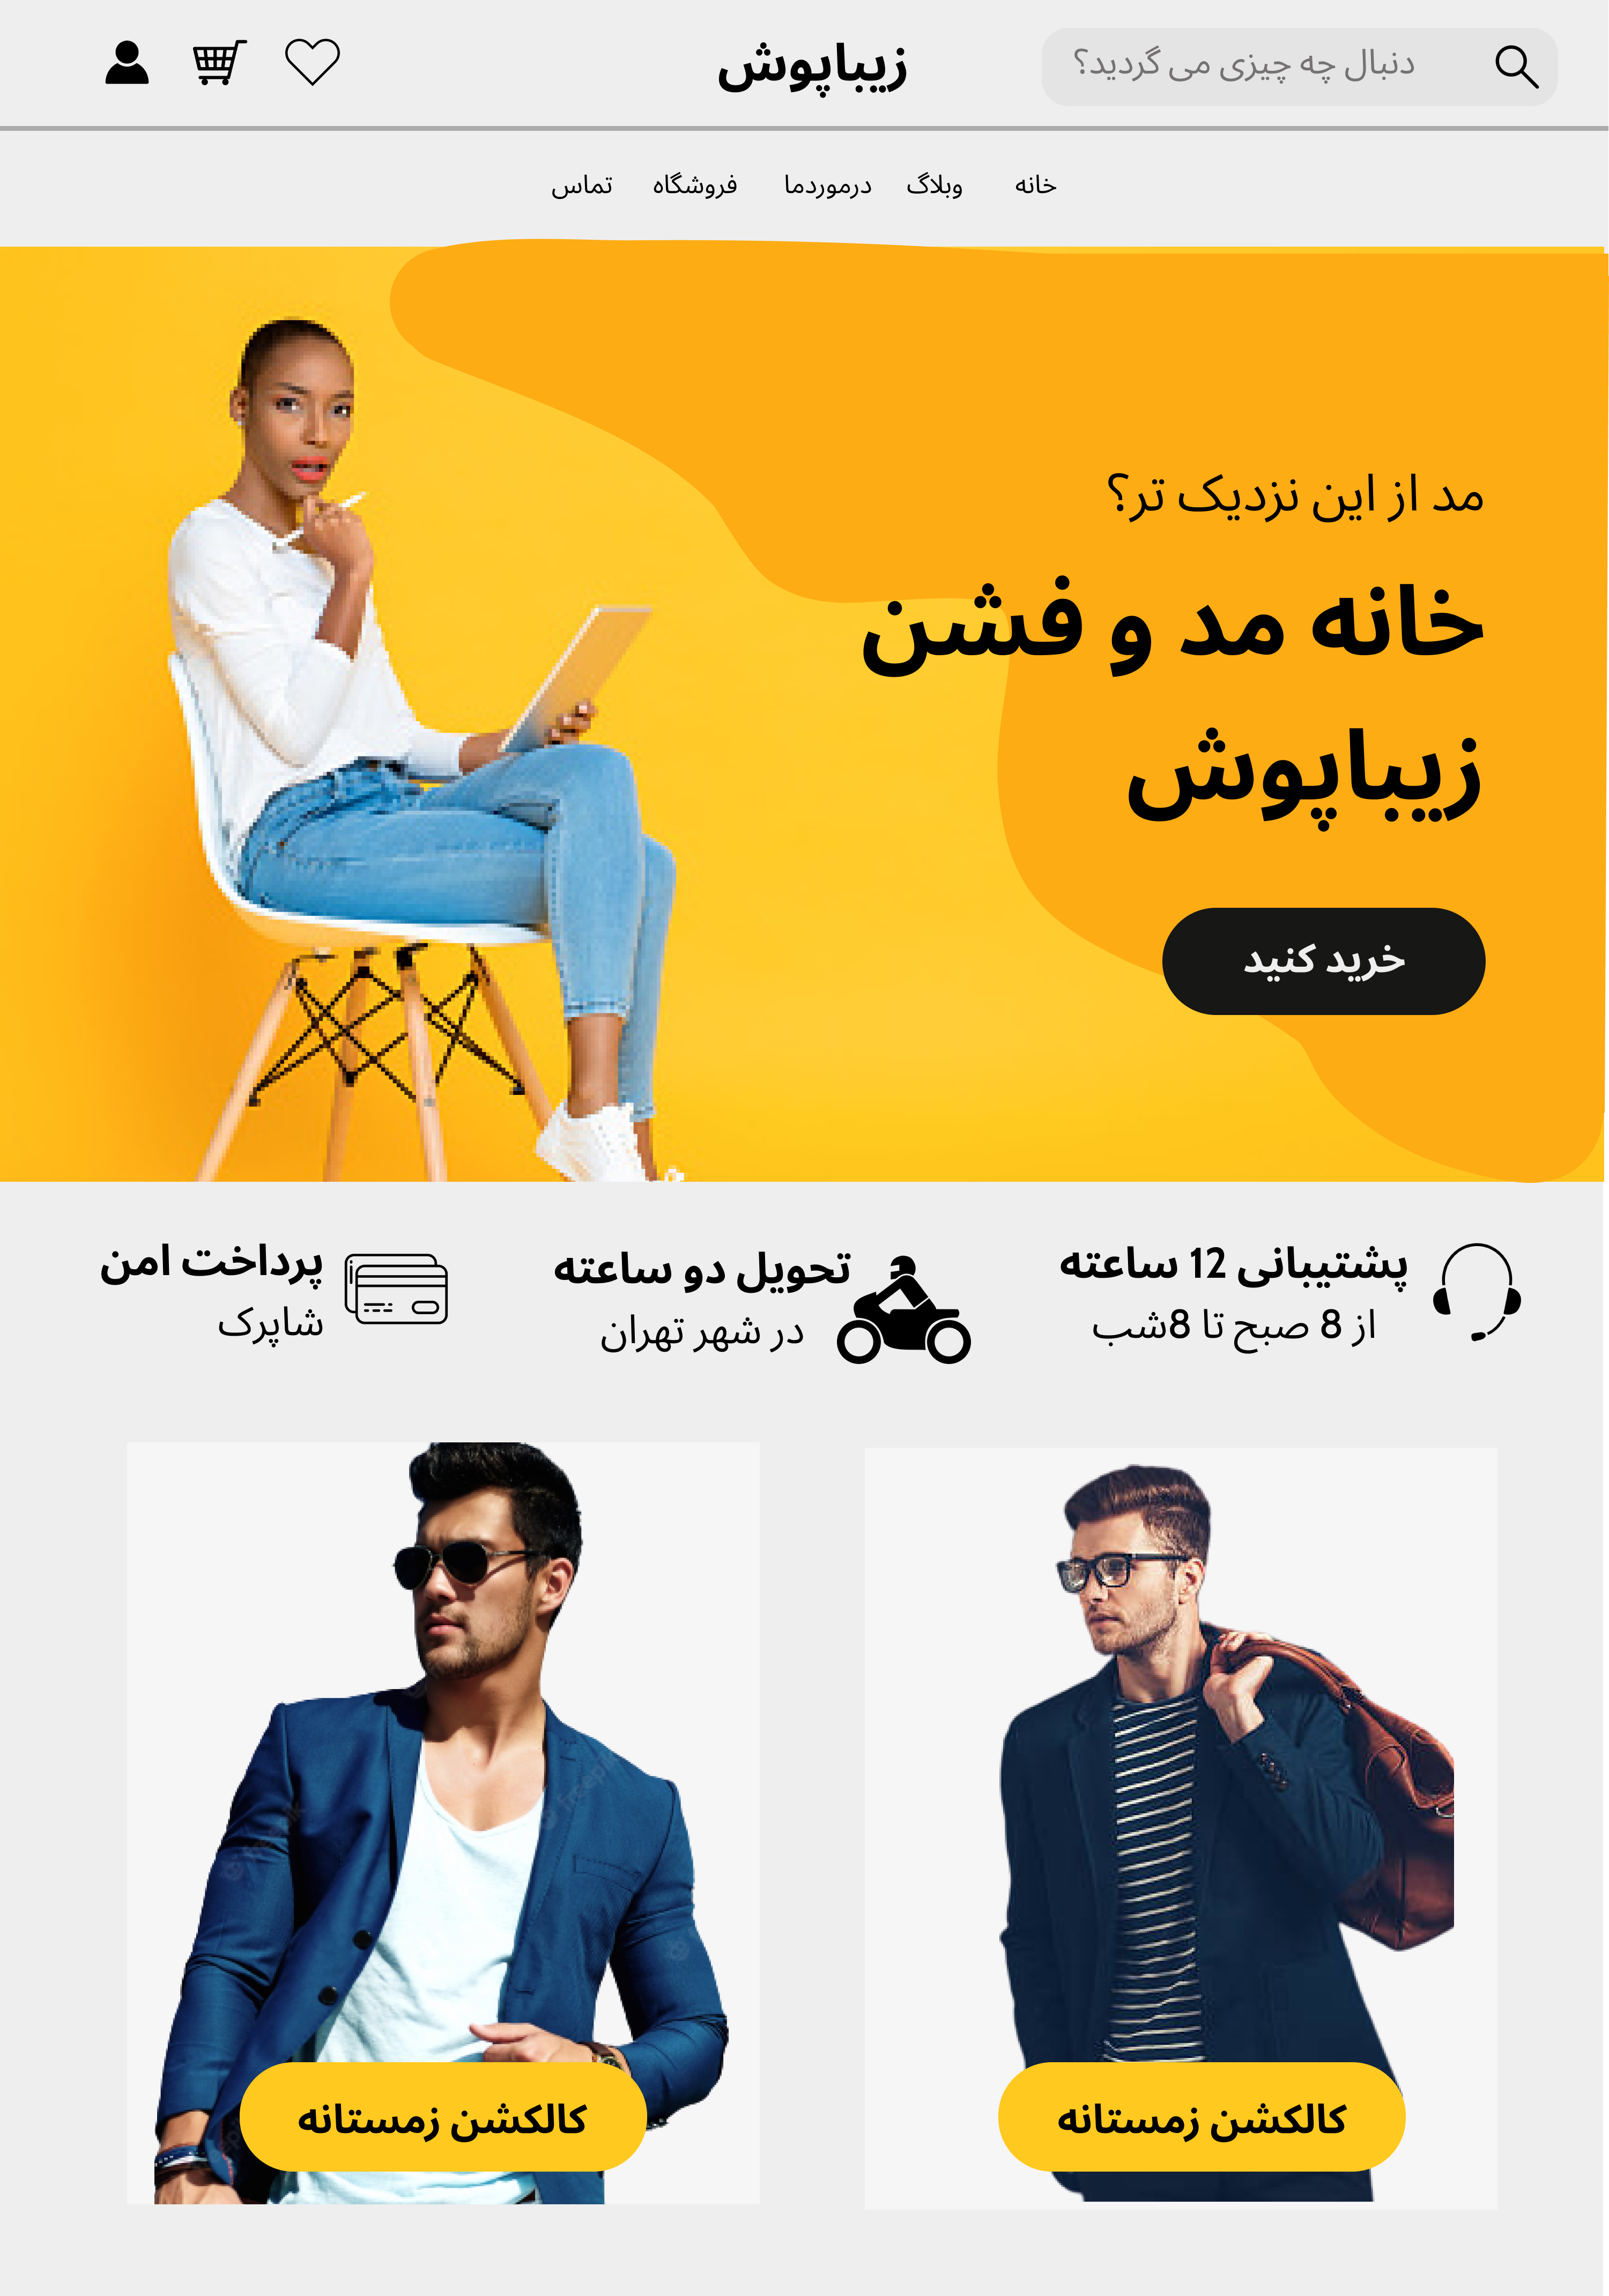 دنبال چه چیزی می گردید؟
زیباپوش
خانه
وبلاگ
درموردما
فروشگاه
تماس
مد از این نزدیک تر؟
خانه مد و فشن
زیباپوش
خرید کنید
پشتیبانی 12 ساعته
از 8 صبح تا 8شب
تحویل دو ساعته
در شهر تهران
پرداخت امن
شاپرک
کالکشن زمستانه
کالکشن زمستانه